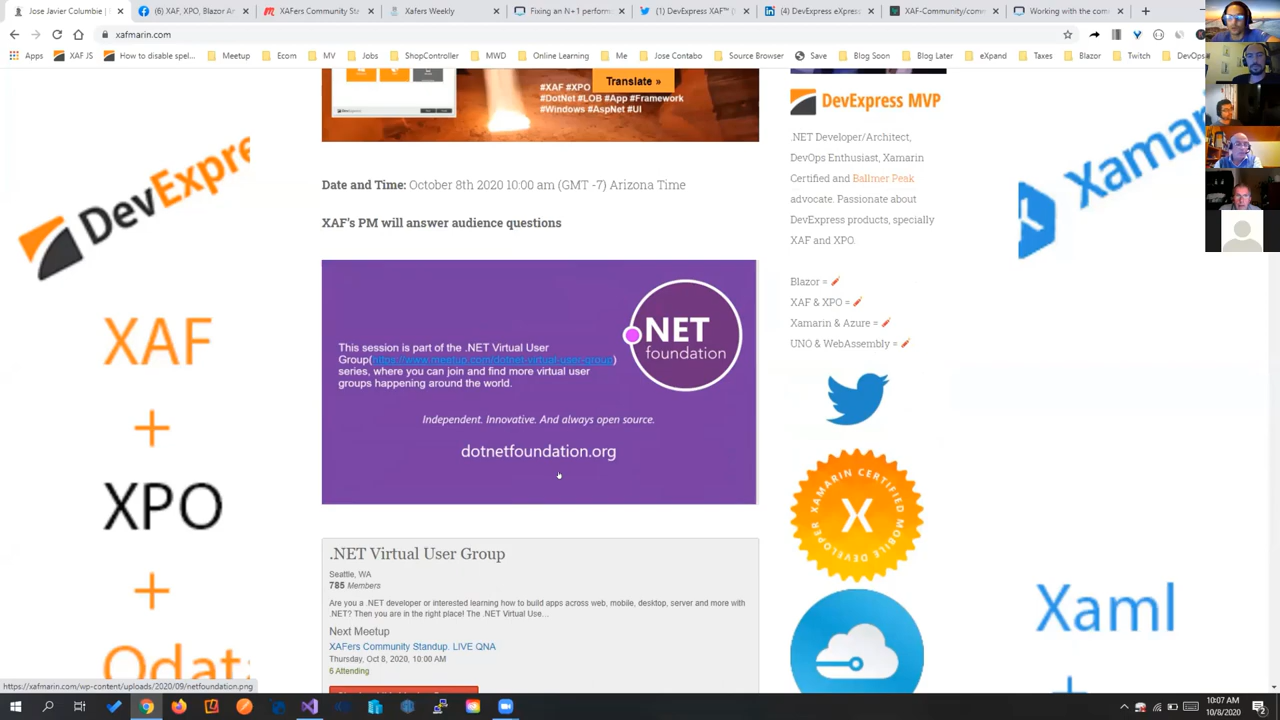 Jose Javier Columbie | Wp
(6) XAF, XPO, Blazor An
XAFers Community Stan
Xafers Weekly
Fixing an N+1 perform
(1) DevExpress XAF™ (
(4) DevExpress eXpress
XAF-Community/com
Working with the com
xafmarin.com
Apps
XAF JS
How to disable spel...
Meetup
Ecom
MV
Jobs
ShopController
MWD
Online Learning
Me
Jose Contabo
Source Browser
Save
Blog Soon
Blog Later
eXpand
Taxes
Blazor
Twitch
DevOps
Translate »
#XAF #XPO
#DotNet #LOB #App #Framework
#Windows #AspNet #UI
Date and Time: October 8th 2020 10:00 am (GMT -7) Arizona Time
XAF's PM will answer audience questions
This session is part of the .NET Virtual User
Group(https://www.meetup.com/dotnet-virtual-user-group)
series, where you can join and find more virtual user
groups happening around the world.
NET
foundation
Independent. Innovative. And always open source.
dotnetfoundation.org
.NET Virtual User Group
Seattle, WA
785 Members
Are you a .NET developer or interested learning how to build apps across web, mobile, desktop, server and more with
.NET? Then you are in the right place! The .NET Virtual Use...
Next Meetup
XAFers Community Standup. LIVE QNA
Thursday, Oct 8, 2020, 10:00 AM
6 Attending
DevExpress MVP
.NET Developer/Architect,
DevOps Enthusiast, Xamarin
Certified and Ballmer Peak
advocate. Passionate about
DevExpress products, specially
XAF and XPO.
Blazor =
XAF & XPO =
Xamarin & Azure =
UNO & WebAssembly =
XAMARIN CERTIFIED
X
MOBILE DEVELOPER
DevExpre
XAF
+
XPO
+
Odat
Xamar
Xaml
+
https://xafmarin.com/wp-content/uploads/2020/09/netfoundation.png
10:07 AM
10/8/2020
2